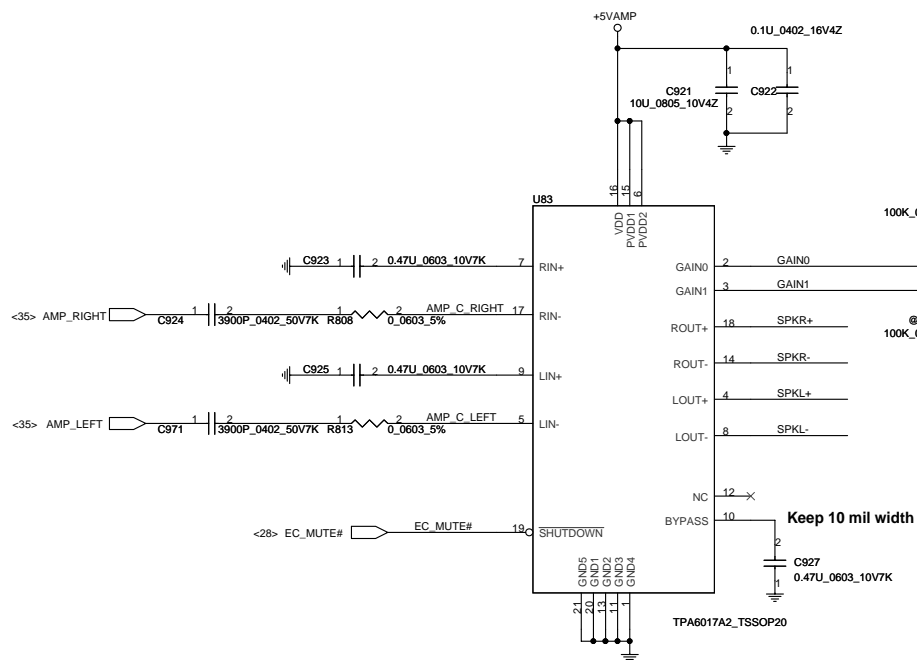 +5VAMP
0.1U_0402_16V4Z
1
1
C921
C922
10U_0805_10V4Z
2
2
16
15
6
U83
VDD
PVDD1
PVDD2
100K_0
C923 1 2 0.47U_0603_10V7K 7 RIN+
GAIN0 2 GAIN0
GAIN1 3 GAIN1
<35> AMP_RIGHT 1 2 1 2 AMP_C_RIGHT 17 RIN-
C924 3900P_0402_50V7K R808 0_0603_5%
ROUT+ 18 SPKR+
@
100K_0
ROUT- 14 SPKR-
C925 1 2 0.47U_0603_10V7K 9 LIN+
LOUT+ 4 SPKL+
<35> AMP_LEFT 1 2 1 2 AMP_C_LEFT 5 LIN-
C971 3900P_0402_50V7K R813 0_0603_5%
LOUT- 8 SPKL-
NC 12
BYPASS 10 Keep 10 mil width
<28> EC_MUTE# EC_MUTE# 19 SHUTDOWN
2
C927
0.47U_0603_10V7K
1
GND5
GND1
GND2
GND3
GND4
21
20
13
11
1
TPA6017A2_TSSOP20